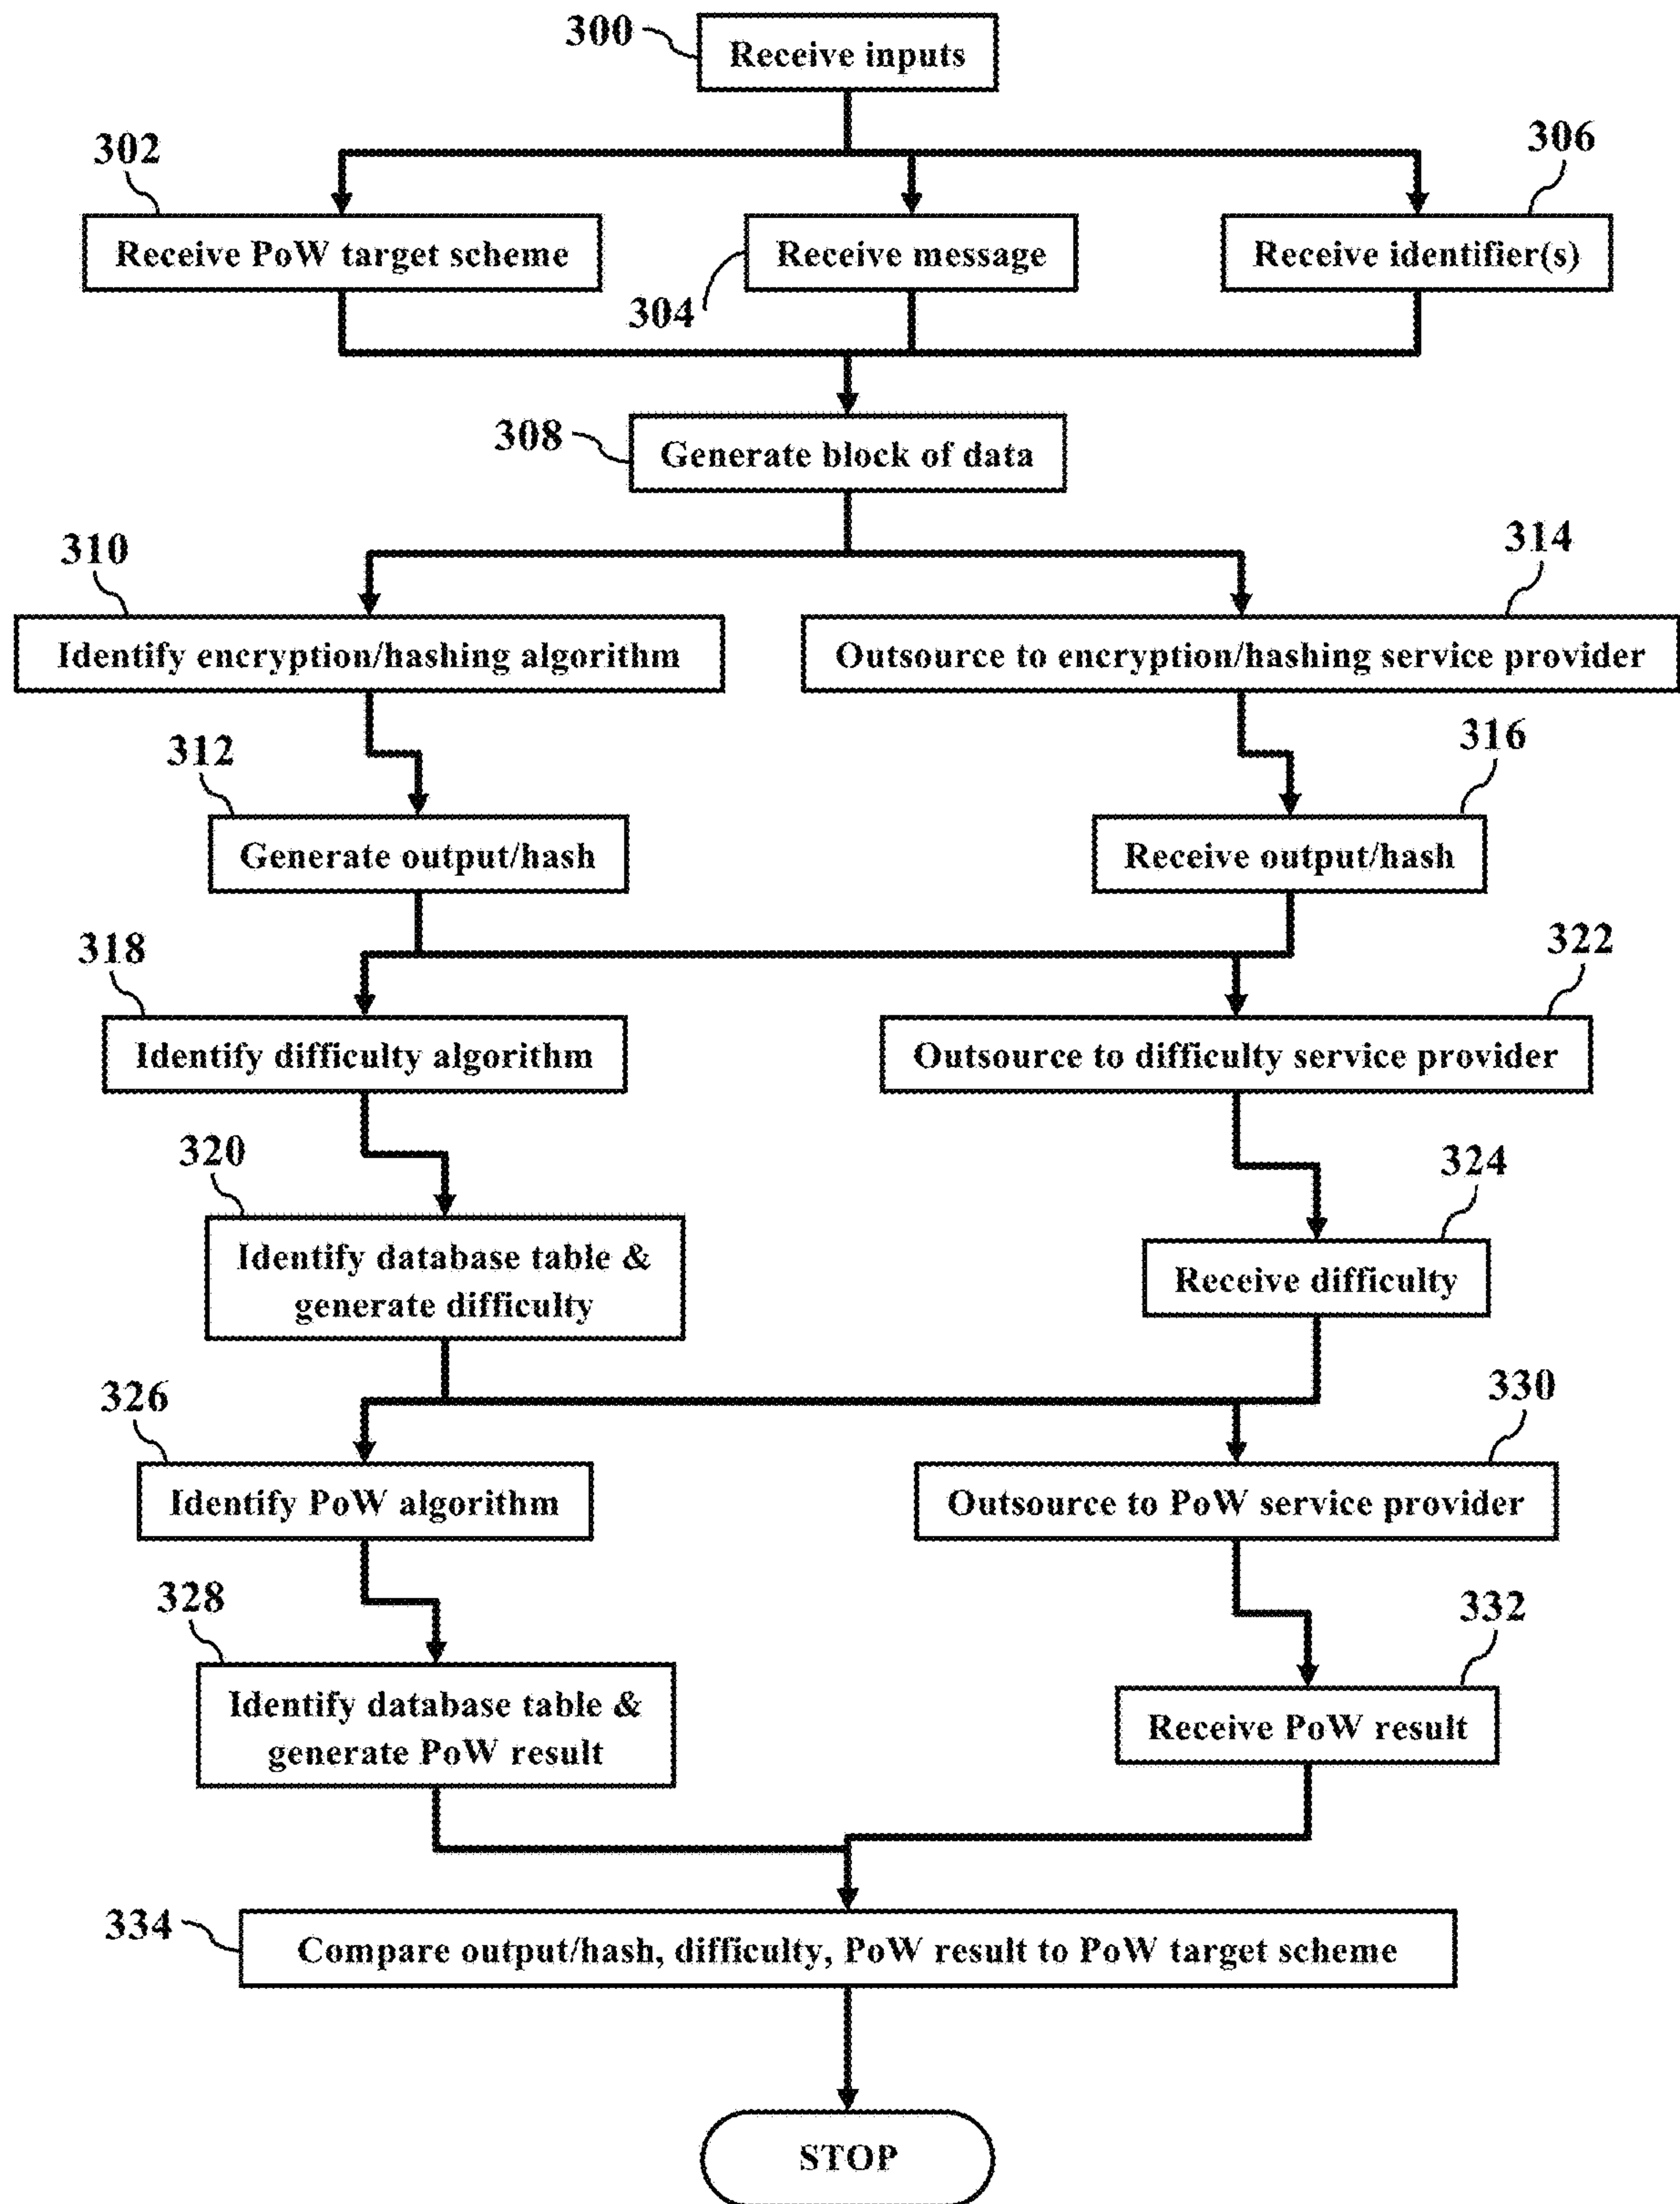 300
Receive inputs
302
306
Receive PoW target scheme
Receive message
Receive identifier(s)
304
308
Generate block of data
310
314
Identify encryption/hashing algorithm
Outsource to encryption/hashing service provider
312
316
Generate output/hash
Receive output/hash
318
322
Identify difficulty algorithm
Outsource to difficulty service provider
320
324
Identify database table &
generate difficulty
Receive difficulty
326
330
Identify PoW algorithm
Outsource to PoW service provider
328
332
Identify database table &
generate PoW result
Receive PoW result
334
Compare output/hash, difficulty, PoW result to PoW target scheme
STOP